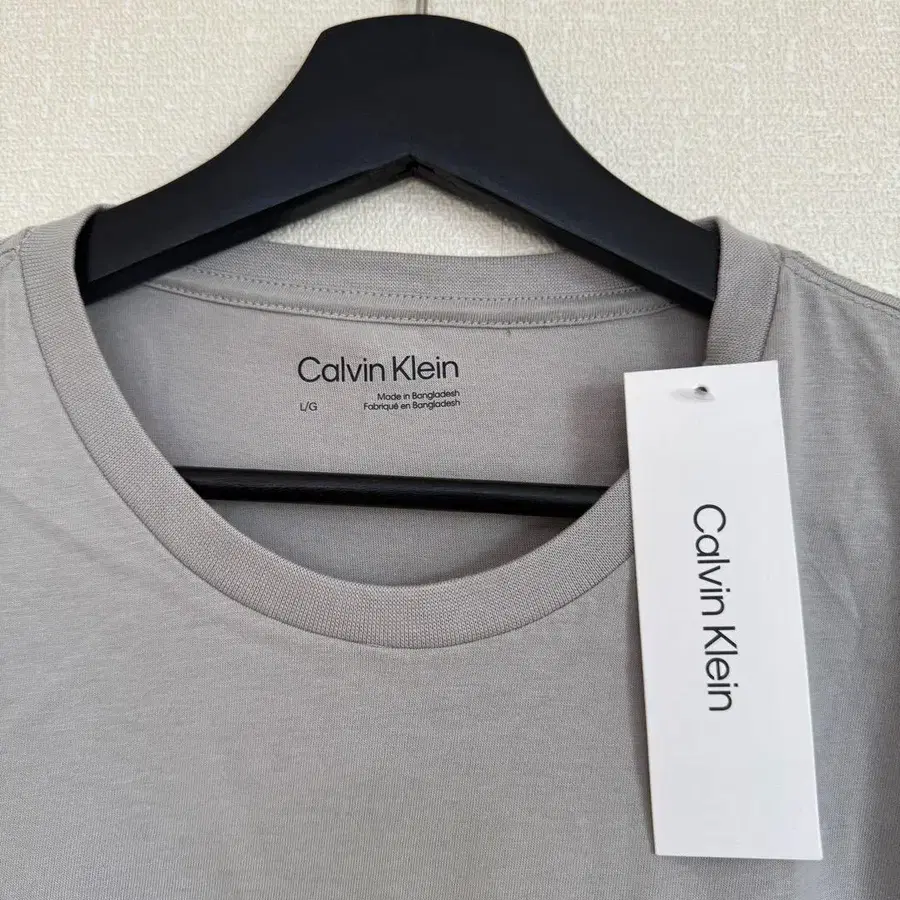 Calvin Klein
Made in Bangladesh
L/G
Fabriqué en Bangladesh
Calvin Klein